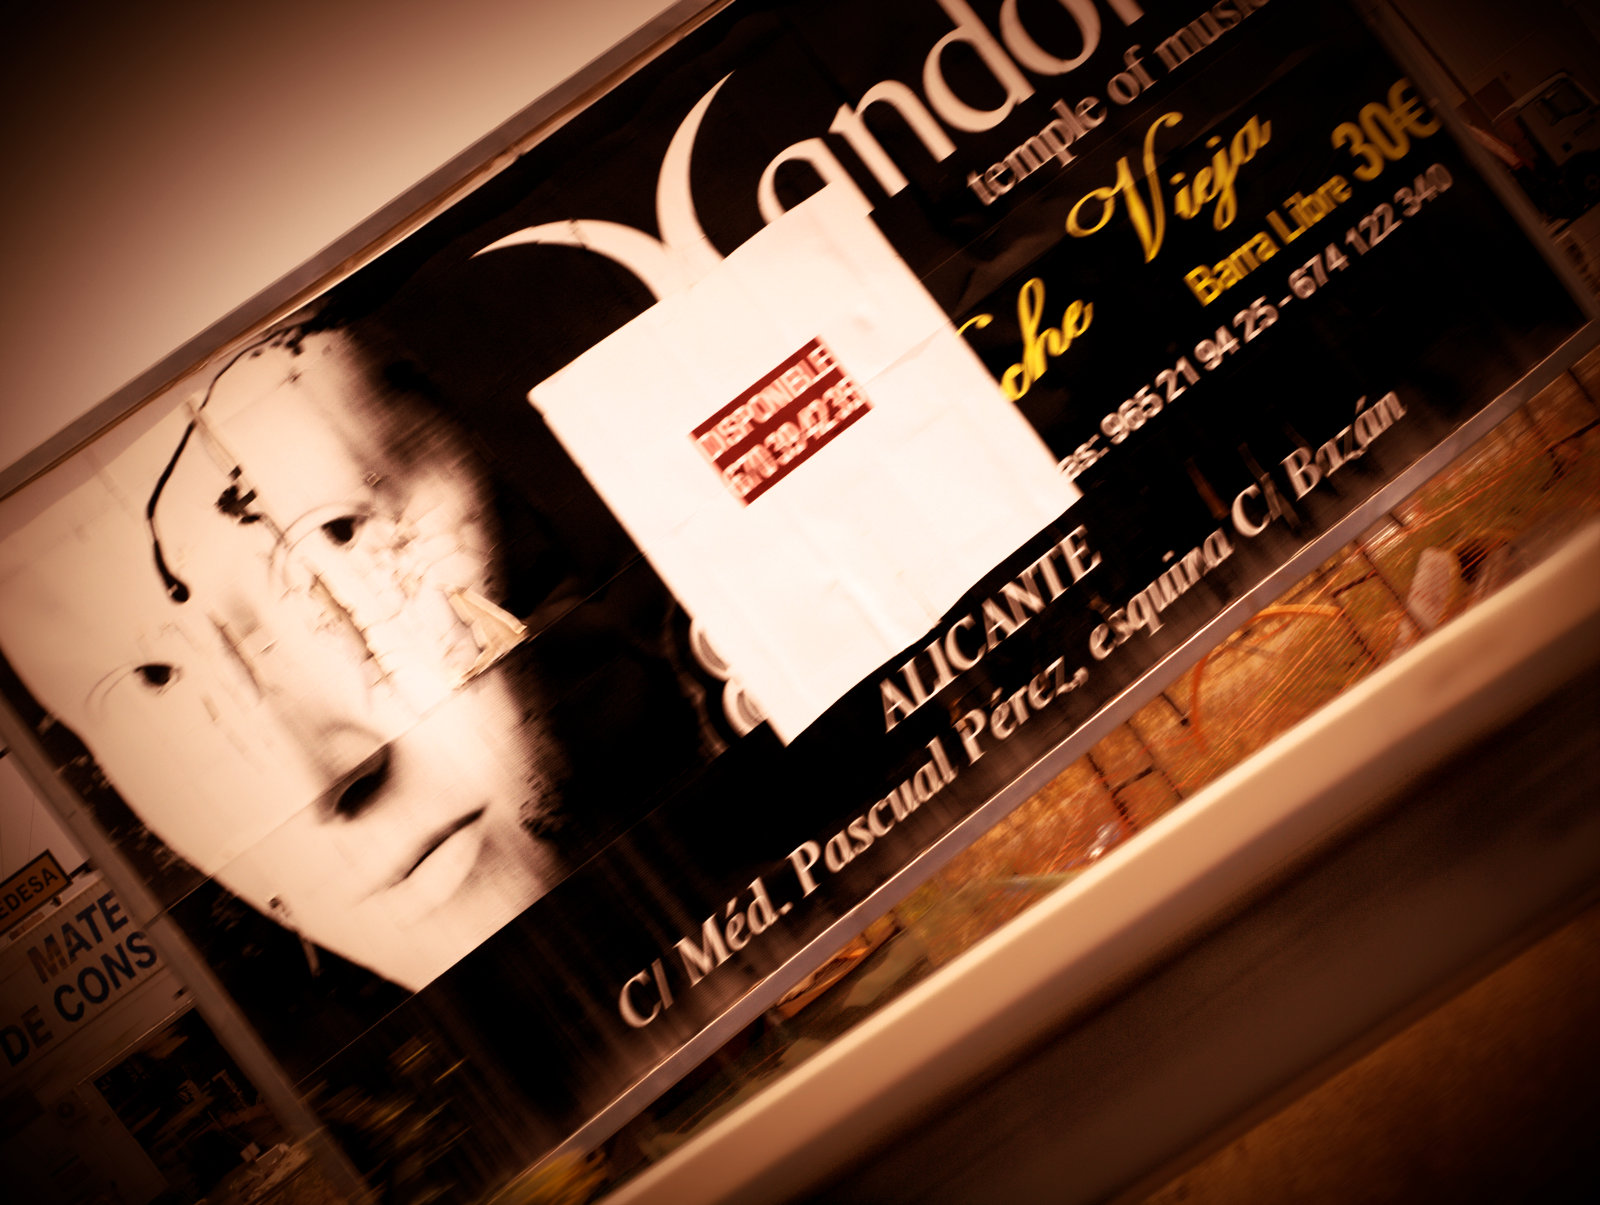 temple of music
Vieja
Barra Libre 30€
965 21 94 25 - 674 122 340
DISPONIBLE
ALICANTE
C/ Méd. Pascual Pérez, esquina C/ Bazán
EDESA
MATE
DE CONS